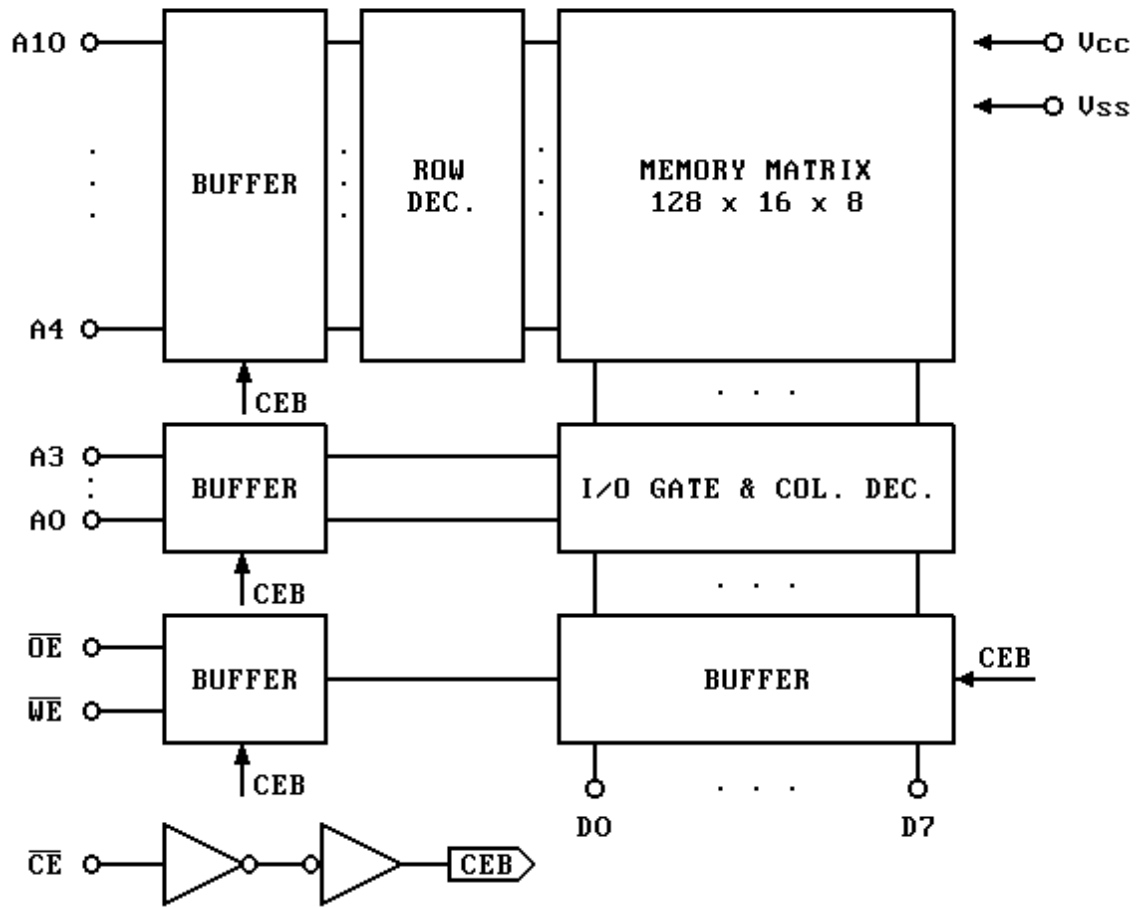 A10
BUFFER
ROW
DEC.
MEMORY MATRIX
128 x 16 x 8
Vcc
Vss
A4
CEB
A3
BUFFER
I/O GATE & COL. DEC.
A0
CEB
OE
BUFFER
BUFFER
CEB
WE
CEB
D0
D7
CE
CEB